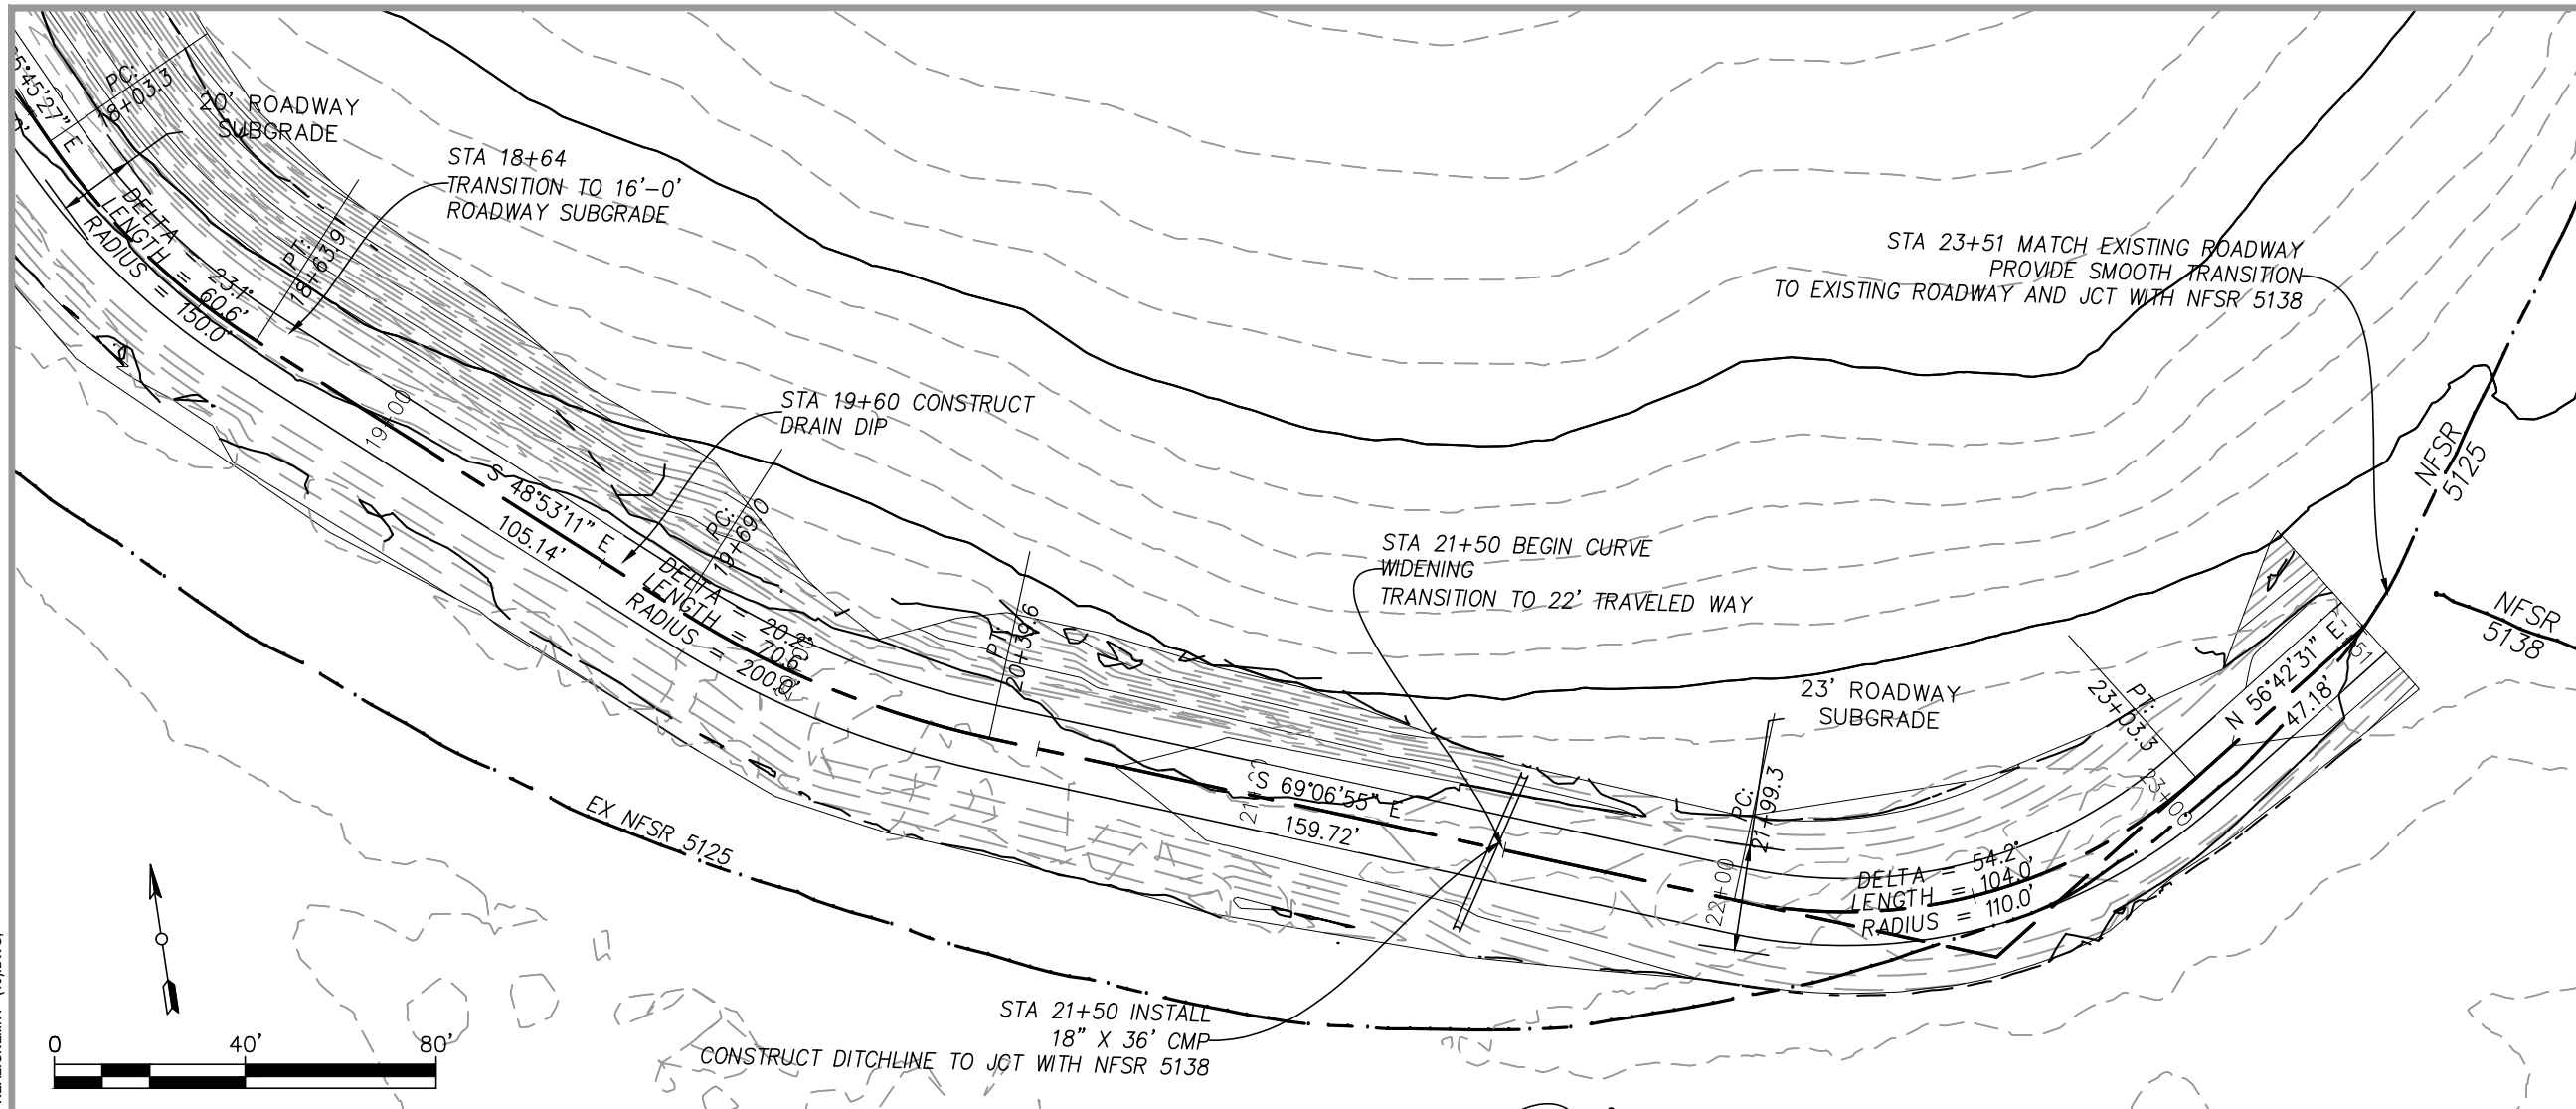 5°45'27" E
PC:
18+03.3
20' ROADWAY
SUBGRADE
STA 18+64
TRANSITION TO 16'-0'
ROADWAY SUBGRADE
DELTA = 23.1°
LENGTH = 60.6'
RADIUS = 150.0'
PT:
18+63.9
19+00
S 48°53'11" E
105.14'
STA 19+60 CONSTRUCT
DRAIN DIP
PC:
19+69.0
DELTA = 20.2°
LENGTH = 70.6'
RADIUS = 200.0'
PT:
20+39.6
EX NFSR 5125
S 69°06'55" E
159.72'
STA 21+50 BEGIN CURVE
WIDENING
TRANSITION TO 22' TRAVELED WAY
STA 21+50 INSTALL
18" X 36' CMP
CONSTRUCT DITCHLINE TO JCT WITH NFSR 5138
23' ROADWAY
SUBGRADE
PC:
21+99.3
22+00
DELTA = 54.2°
LENGTH = 104.0'
RADIUS = 110.0'
PT:
23+03.3
23+00
N 56°42'31" E
47.18'
51
STA 23+51 MATCH EXISTING ROADWAY
PROVIDE SMOOTH TRANSITION
TO EXISTING ROADWAY AND JCT WITH NFSR 5138
NFSR
5125
NFSR
5138
0 40' 80'